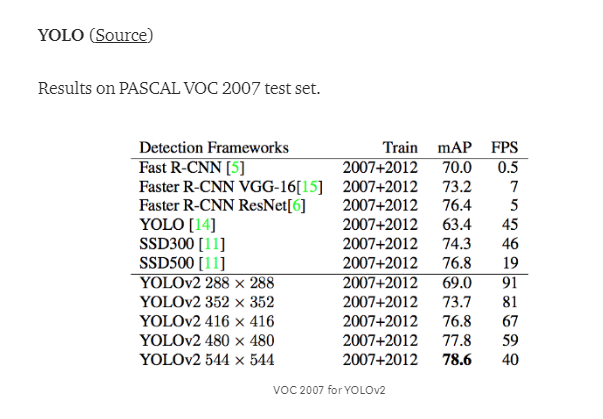 YOLO (Source)
Results on PASCAL VOC 2007 test set.
Detection Frameworks Train mAP FPS
Fast R-CNN [5] 2007+2012 70.0 0.5
Faster R-CNN VGG-16[15] 2007+2012 73.2 7
Faster R-CNN ResNet[6] 2007+2012 76.4 5
YOLO [14] 2007+2012 63.4 45
SSD300 [11] 2007+2012 74.3 46
SSD500 [11] 2007+2012 76.8 19
YOLOv2 288 × 288 2007+2012 69.0 91
YOLOv2 352 × 352 2007+2012 73.7 81
YOLOv2 416 × 416 2007+2012 76.8 67
YOLOv2 480 × 480 2007+2012 77.8 59
YOLOv2 544 × 544 2007+2012 78.6 40
VOC 2007 for YOLOv2